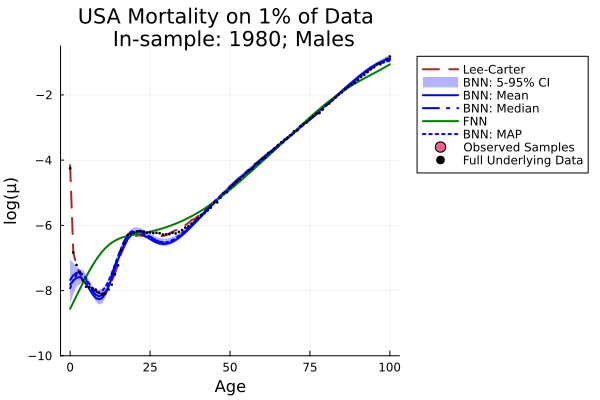 USA Mortality on 1% of Data
In-sample: 1980; Males
log(μ)
−2
−4
−6
−8
−10
0
25
50
75
100
Age
Lee-Carter
BNN: 5-95% CI
BNN: Mean
BNN: Median
FNN
BNN: MAP
Observed Samples
Full Underlying Data